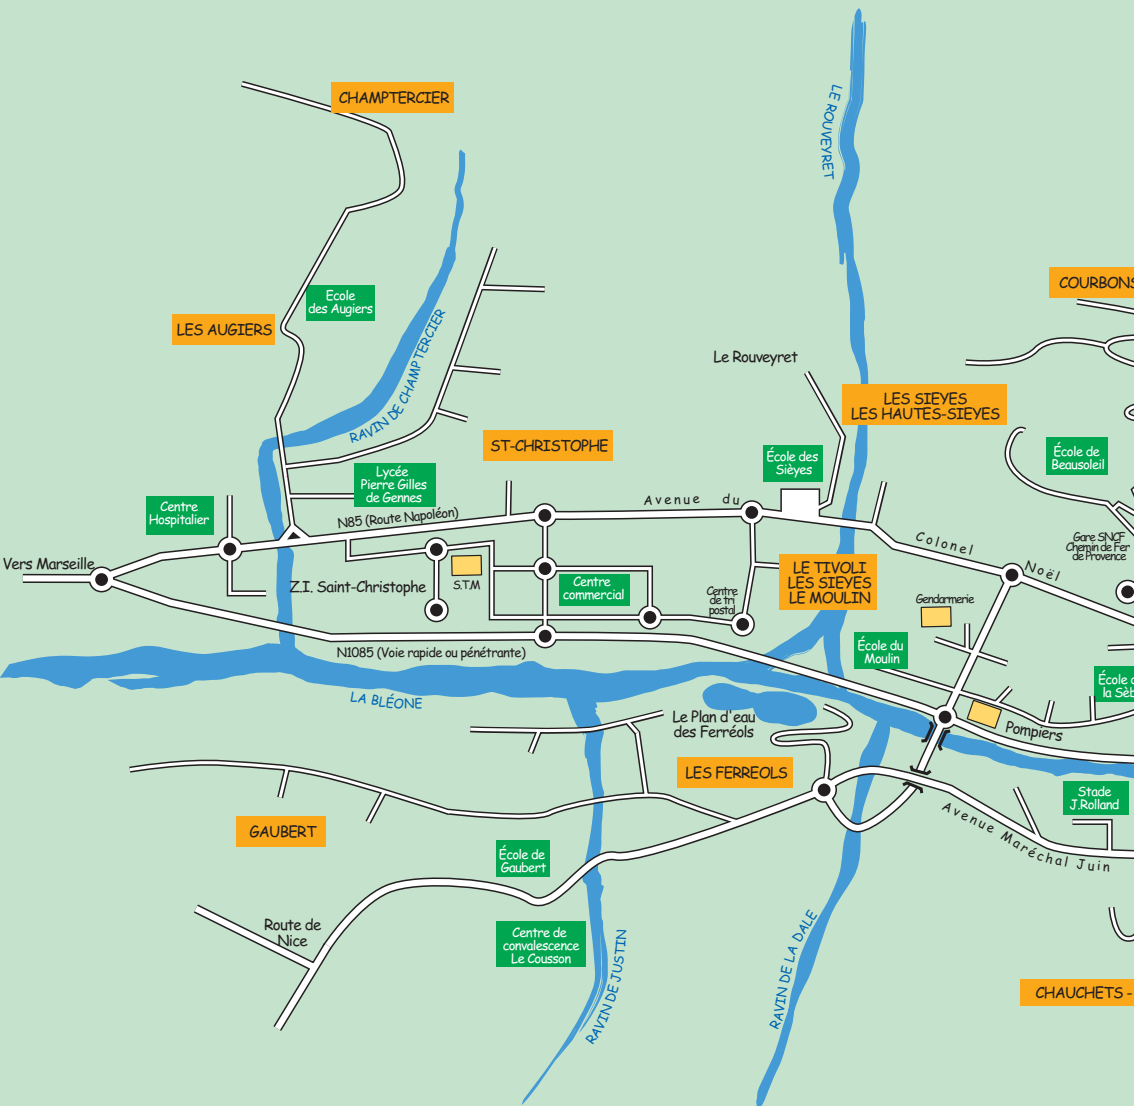 CHAMPTERCIER
LE ROUVEYRET
Ecole
des Augiers
COURBONS
LES AUGIERS
RAVIN DE CHAMPTERCIER
Le Rouveyret
LES SIEYES
LES HAUTES-SIEYES
ST-CHRISTOPHE
École des
Sièyes
École de
Beausoleil
Lycée
Pierre Gilles
de Gennes
Centre
Hospitalier
N85 (Route Napoléon)
Avenue du
Colonel
Noël
Gare SNCF
Chemin de Fer
de Provence
Vers Marseille
Z.I. Saint-Christophe
S.T.M
Centre
commercial
LE TIVOLI
LES SIEYES
LE MOULIN
Centre
de tri
postal
Gendarmerie
N1085 (Voie rapide ou pénétrante)
École du
Moulin
École d
la Sèb
LA BLÉONE
Le Plan d'eau
des Ferréols
Pompiers
LES FERREOLS
Stade
J.Rolland
GAUBERT
Avenue Maréchal Juin
École de
Gaubert
Route de
Nice
Centre de
convalescence
Le Cousson
RAVIN DE JUSTIN
RAVIN DE LA DALE
CHAUCHETS -